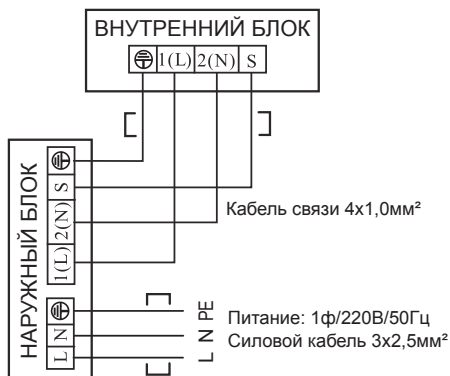 ВНУТРЕННИЙ БЛОК
1(L) 2(N) S
НАРУЖНЫЙ БЛОК
S
2(N)
1(L)
N
L
Кабель связи 4х1,0мм²
L N PE
Питание: 1ф/220В/50Гц
Силовой кабель 3х2,5мм²